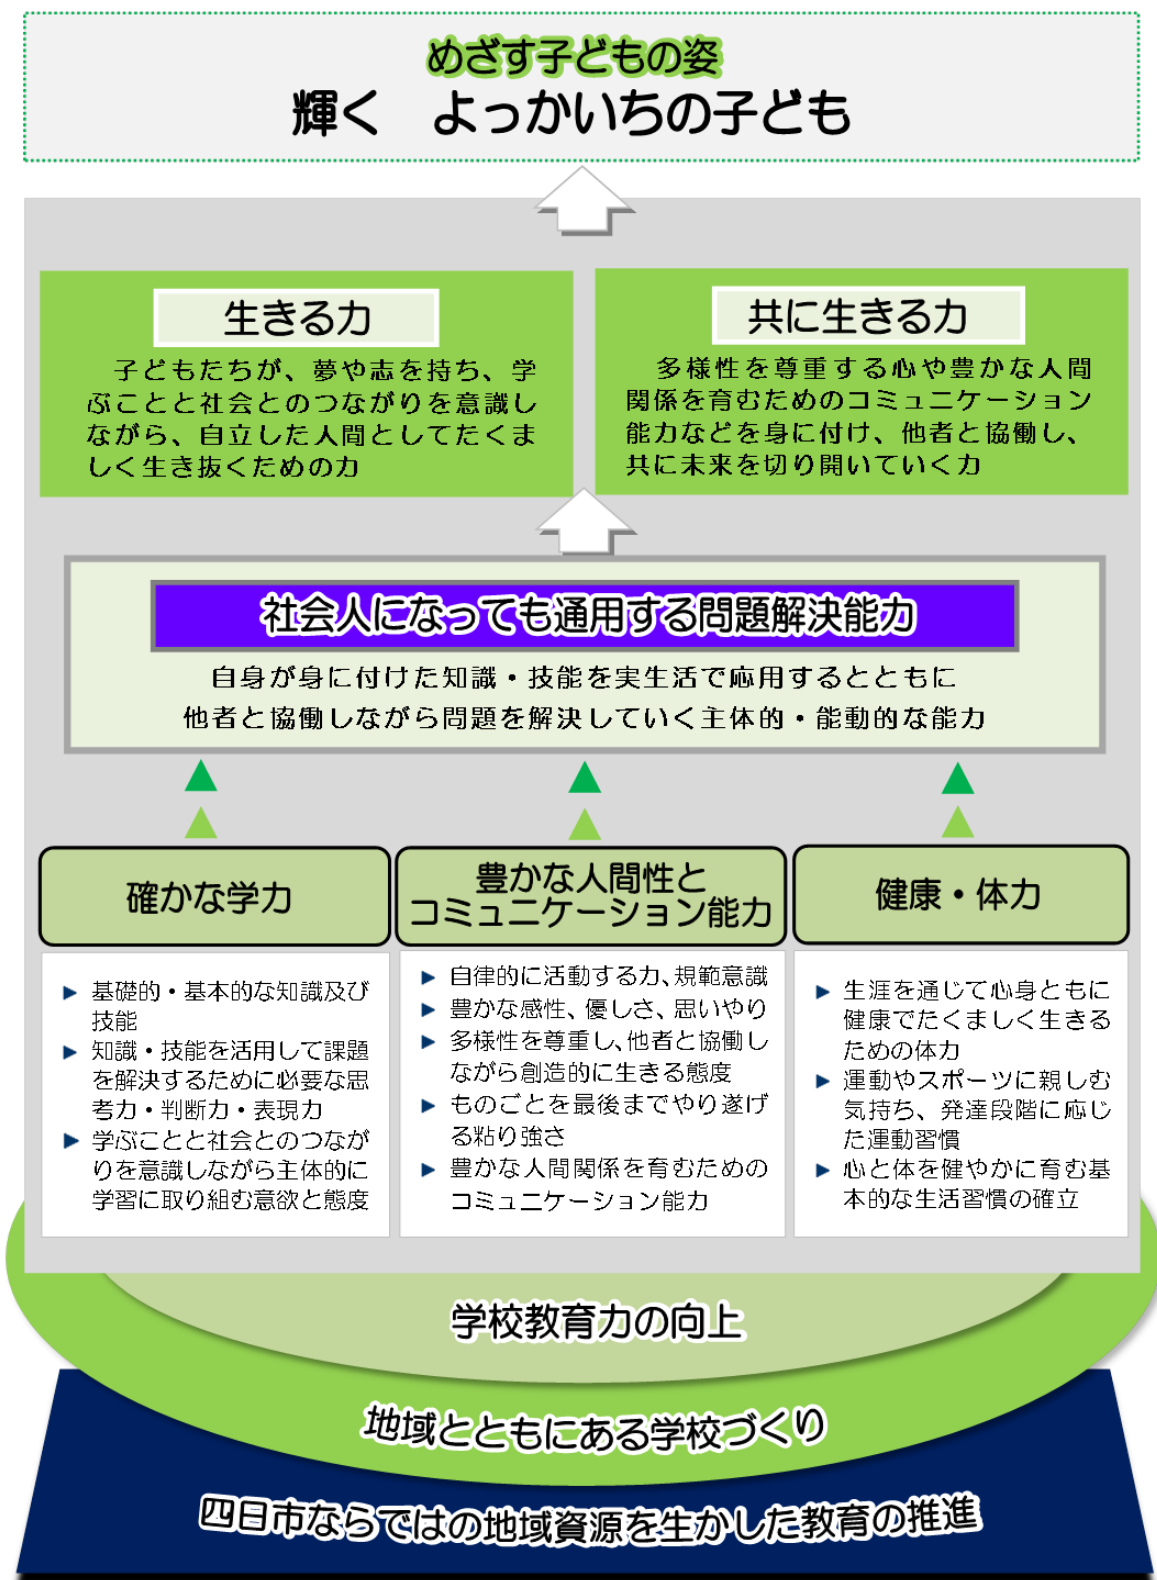 めざす子どもの姿
輝く　よっかいちの子ども
生きる力
子どもたちが、夢や志を持ち、学
ぶことと社会とのつながりを意識し
ながら、自立した人間としてたくま
しく生き抜くための力
共に生きる力
多様性を尊重する心や豊かな人間
関係を育むためのコミュニケーション
能力などを身に付け、他者と協働し、
共に未来を切り開いていく力
社会人になっても通用する問題解決能力
自身が身に付けた知識・技能を実生活で応用するとともに
他者と協働しながら問題を解決していく主体的・能動的な能力
確かな学力
基礎的・基本的な知識及び
技能
知識・技能を活用して課題
を解決するために必要な思
考力・判断力・表現力
学ぶことと社会とのつなが
りを意識しながら主体的に
学習に取り組む意欲と態度
豊かな人間性と
コミュニケーション能力
自律的に活動する力、規範意識
豊かな感性、優しさ、思いやり
多様性を尊重し、他者と協働し
ながら創造的に生きる態度
ものごとを最後までやり遂げ
る粘り強さ
豊かな人間関係を育むための
コミュニケーション能力
健康・体力
生涯を通じて心身ともに
健康でたくましく生きる
ための体力
運動やスポーツに親しむ
気持ち、発達段階に応じ
た運動習慣
心と体を健やかに育む基
本的な生活習慣の確立
学校教育力の向上
地域とともにある学校づくり
四日市ならではの地域資源を生かした教育の推進